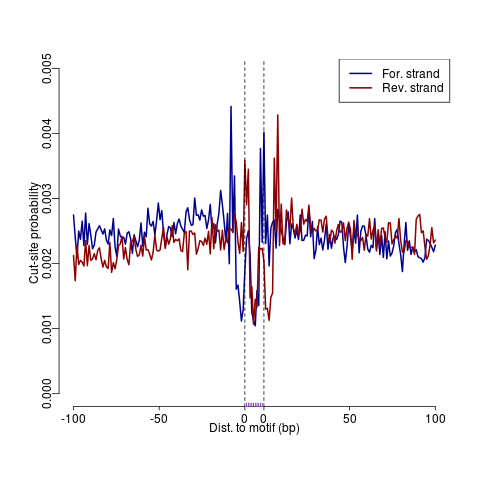 For. strand
Rev. strand
Cut-site probability
0.005
0.004
0.003
0.002
0.001
0.000
-100 -50 0 0 50 100
Dist. to motif (bp)